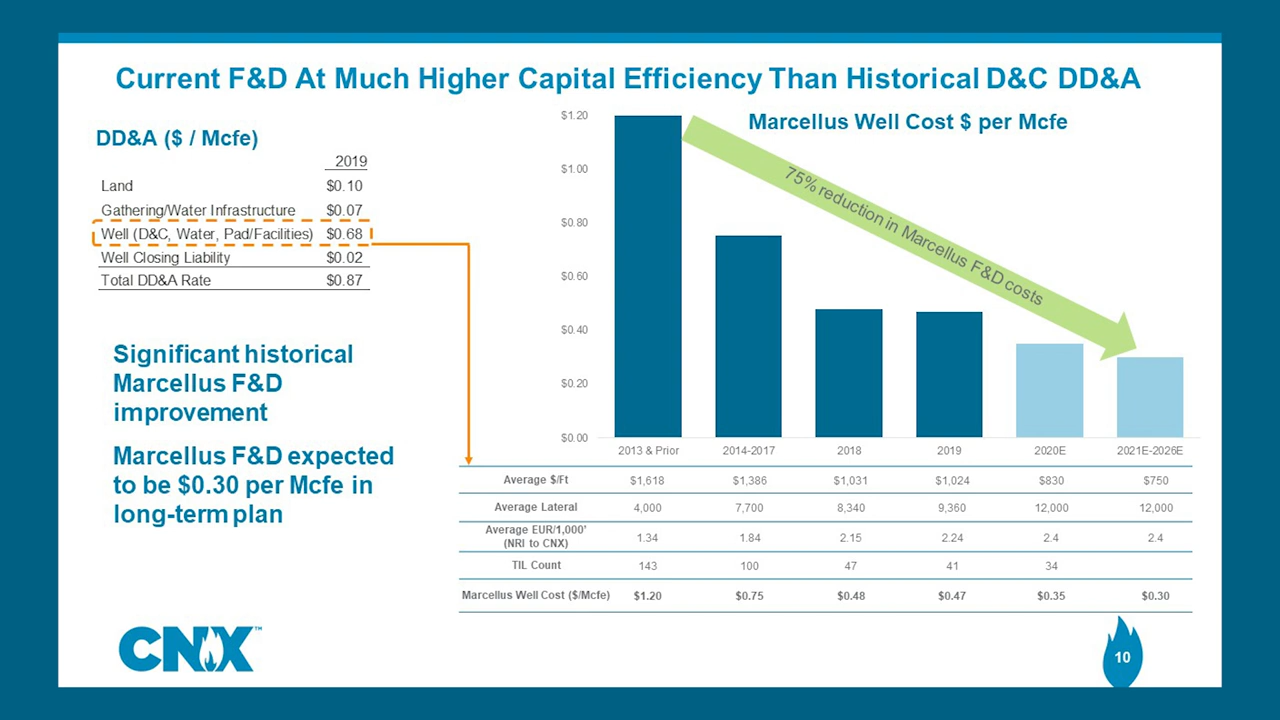 Current F&D At Much Higher Capital Efficiency Than Historical D&C DD&A
DD&A ($ / Mcfe)
2019
Land $0.10
Gathering/Water Infrastructure $0.07
Well (D&C, Water, Pad/Facilities) $0.68
Well Closing Liability $0.02
Total DD&A Rate $0.87
Significant historical
Marcellus F&D
improvement
Marcellus F&D expected
to be $0.30 per Mcfe in
long-term plan
Marcellus Well Cost $ per Mcfe
$1.20
$1.00
$0.80
$0.60
$0.40
$0.20
$0.00
75% reduction in Marcellus F&D costs
2013 & Prior 2014-2017 2018 2019 2020E 2021E-2026E
Average $/Ft $1,618 $1,386 $1,031 $1,024 $830 $750
Average Lateral 4,000 7,700 8,340 9,360 12,000 12,000
Average EUR/1,000'
(NRI to CNX) 1.34 1.84 2.15 2.24 2.4 2.4
TIL Count 143 100 47 41 34
Marcellus Well Cost ($/Mcfe) $1.20 $0.75 $0.48 $0.47 $0.35 $0.30
CNX™
10